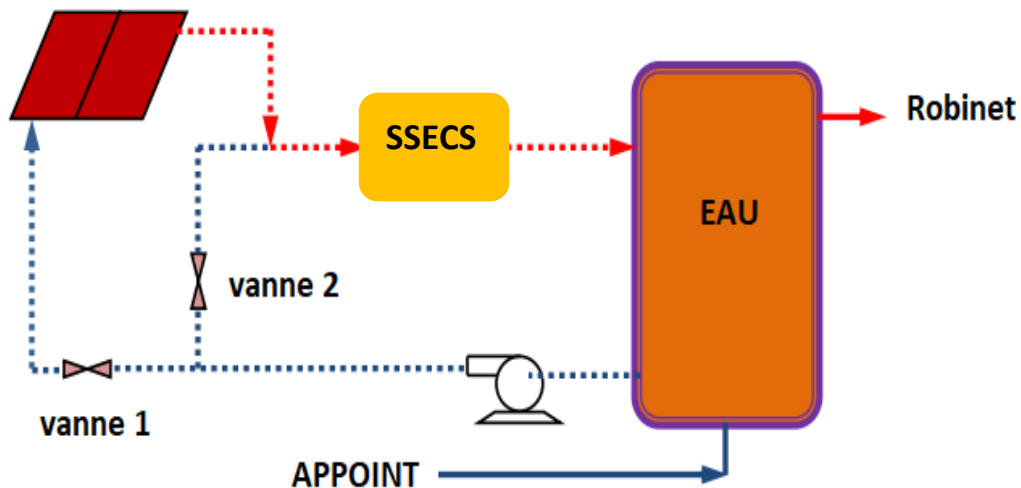 Robinet
SSECS
EAU
vanne 2
vanne 1
APPOINT